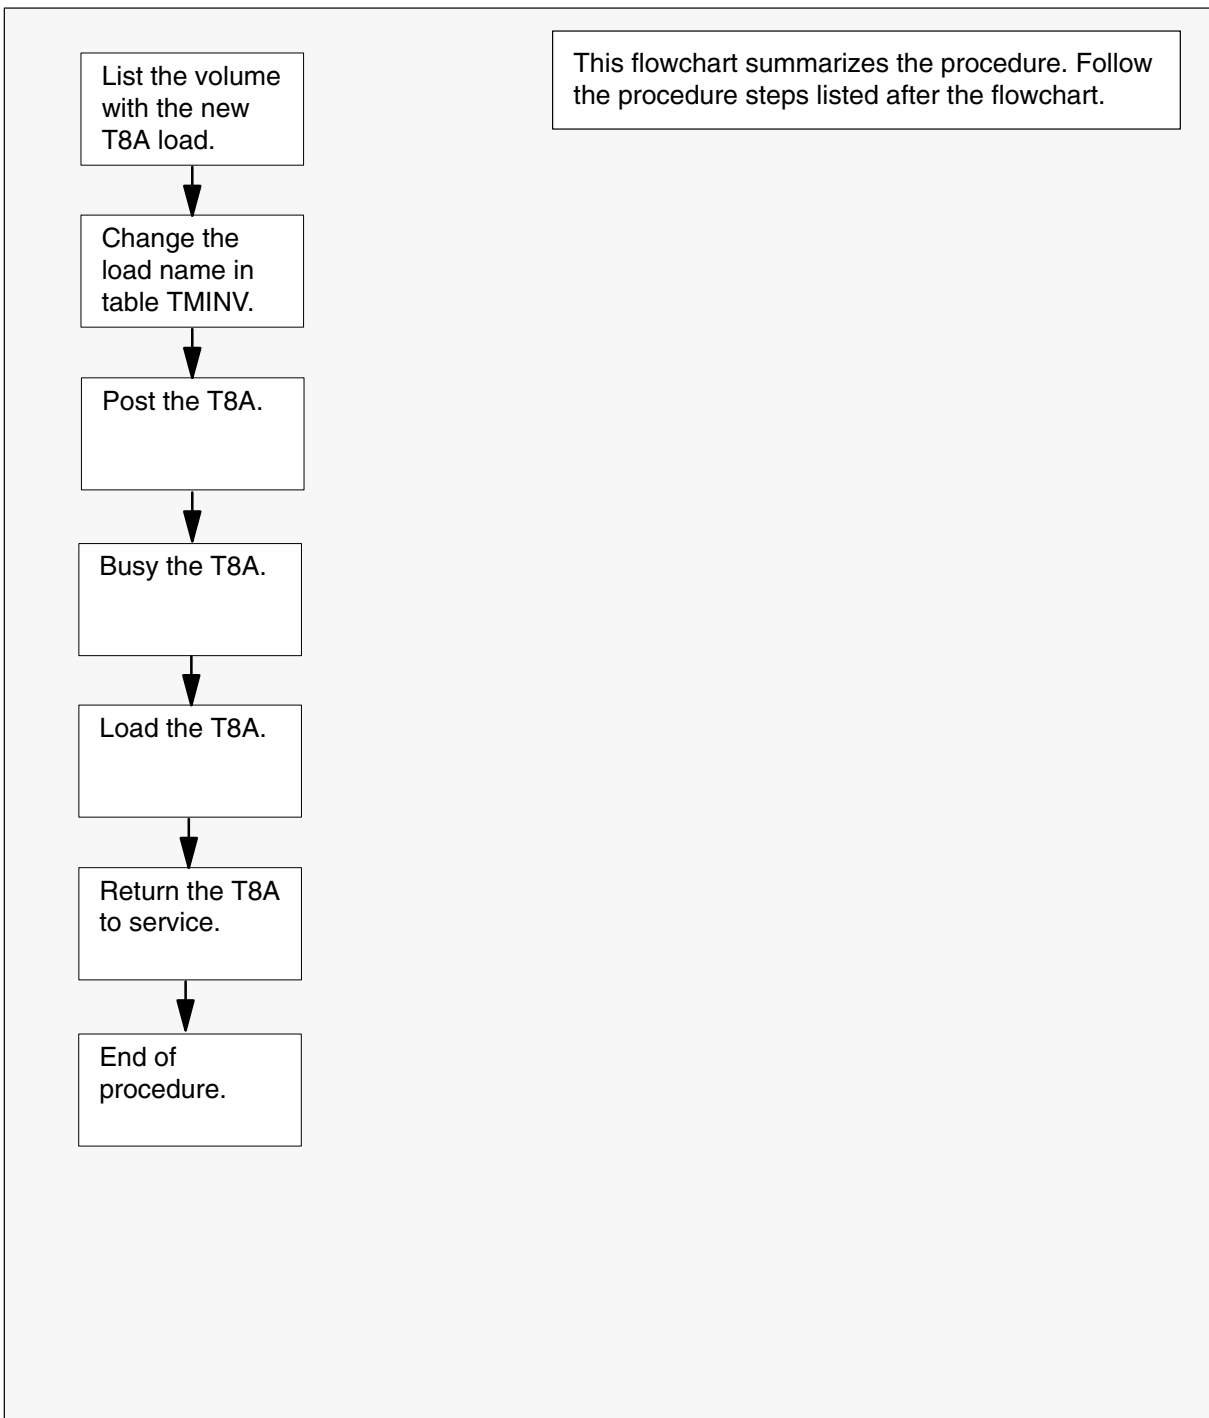 This flowchart summarizes the procedure. Follow
the procedure steps listed after the flowchart.
List the volume
with the new
T8A load.
Change the
load name in
table TMINV.
Post the T8A.
Busy the T8A.
Load the T8A.
Return the T8A
to service.
End of
procedure.